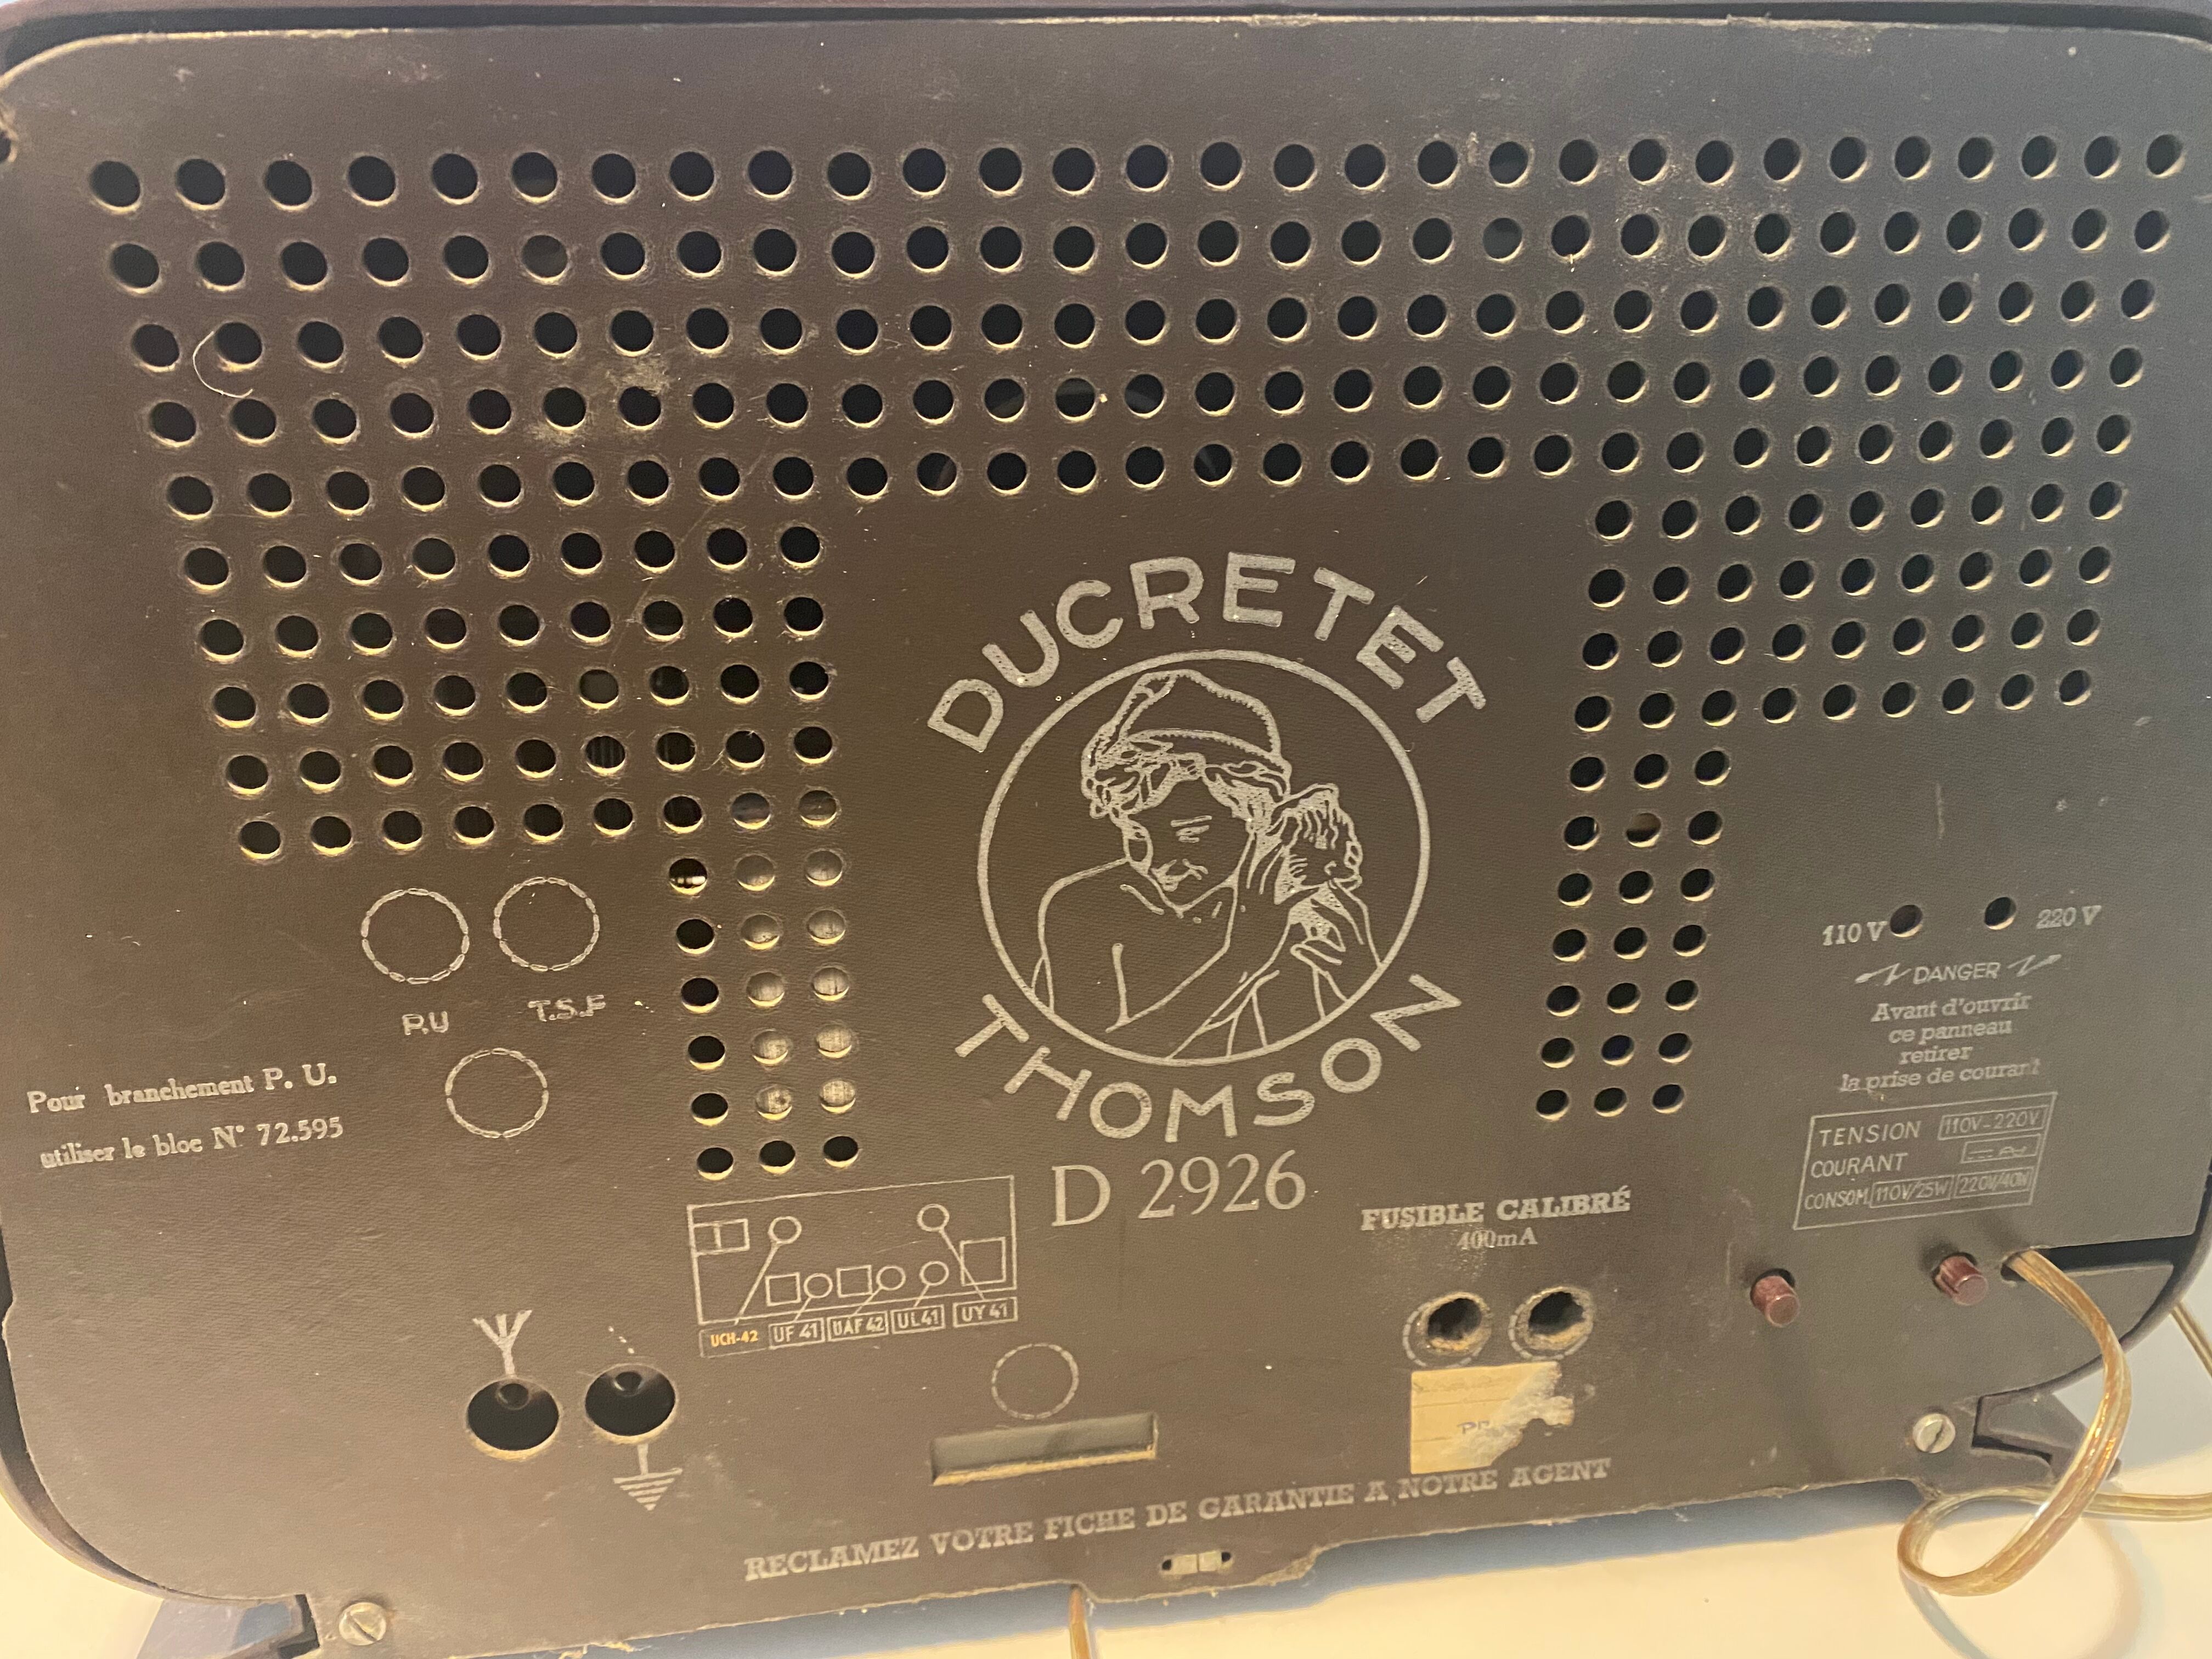 DUCRETET
THOMSON
D 2926
P.U
T.S.F
Pour branchement P. U.
utiliser le bloc N° 72.595
110 V
220 V
DANGER
Avant d'ouvrir
ce panneau
retirer
la prise de courant
TENSION 110V-220V
COURANT
CONSOM. 110V/25W 220V/40W
FUSIBLE CALIBRÉ
400mA
UCH-42 UF 41 UAF 42 UL41 UY 41
RECLAMEZ VOTRE FICHE DE GARANTIE A NOTRE AGENT